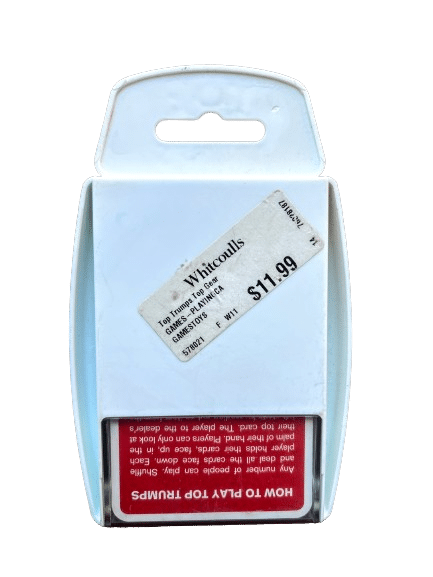 Whitcoulls
Top Trumps Top Gear
GAMES-PLAYING/CA
GAMESTOYS
578021 F W11
$11.99
14
HOW TO PLAY TOP TRUMPS
Any number of people can play. Shuffle
and deal all the cards face down. Each
player holds their cards, face up, in the
palm of their hand. Players can only look at
their top card. The player to the dealer's